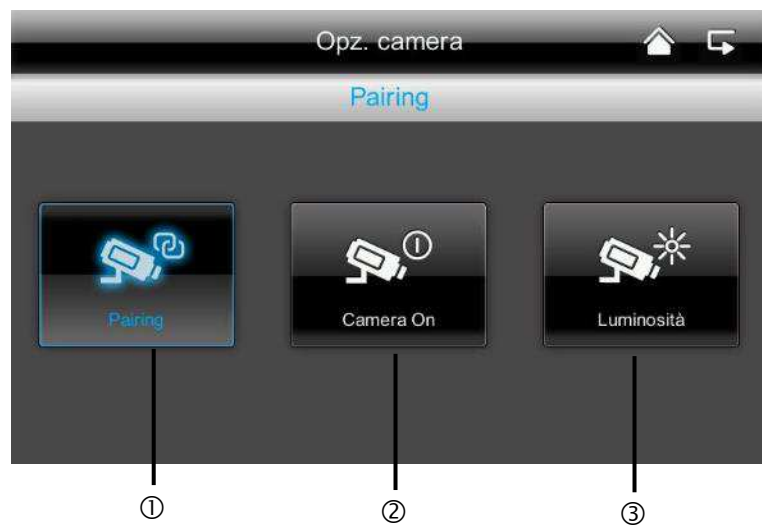 Opz. camera
Pairing
Pairing
Camera On
Luminosità
①
②
③